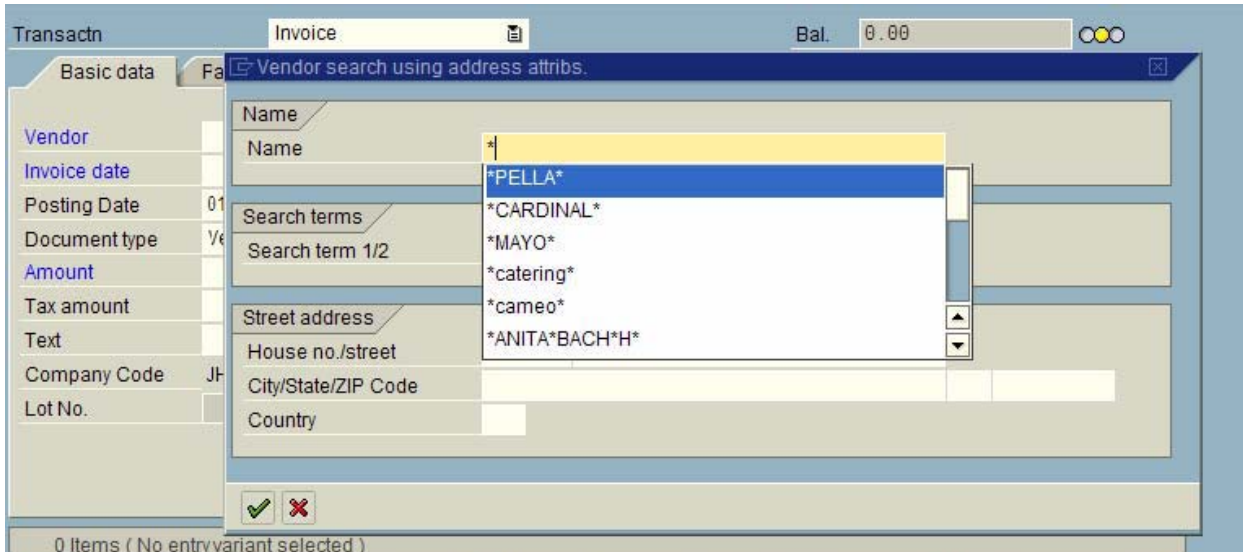 Transactn Invoice Bal. 0.00
Basic data Fa
Vendor search using address attribs.
Vendor
Invoice date
Posting Date 01
Document type Ve
Amount
Tax amount
Text
Company Code JH
Lot No.
Name
Name *
*PELLA*
*CARDINAL*
*MAYO*
*catering*
*cameo*
*ANITA*BACH*H*
Search terms
Search term 1/2
Street address
House no./street
City/State/ZIP Code
Country
0 Items ( No entry variant selected )